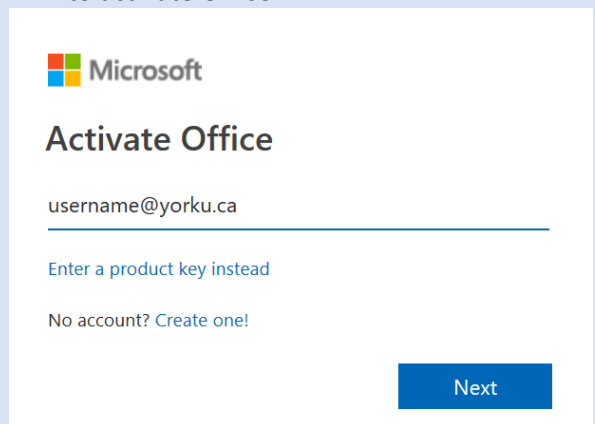 Microsoft
Activate Office
username@yorku.ca
Enter a product key instead
No account? Create one!
Next